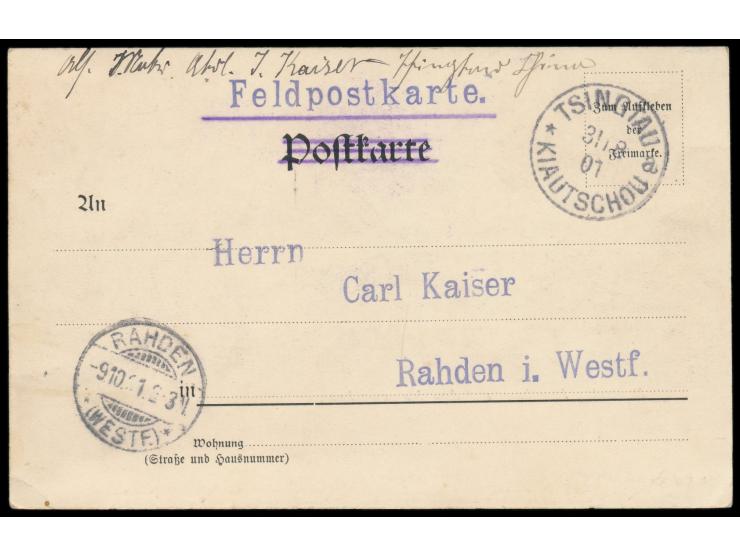 I. Kaiser
Feldpostkarte.
Postkarte
Zum Aufkleben
der
Freimarke.
TSINGTAU
31/8
01
* KIAUTSCHOU a
An
Herrn
Carl Kaiser
Rahden i. Westf.
RAHDEN
* (WESTF.) *
in
Wohnung
(Straße und Hausnummer)